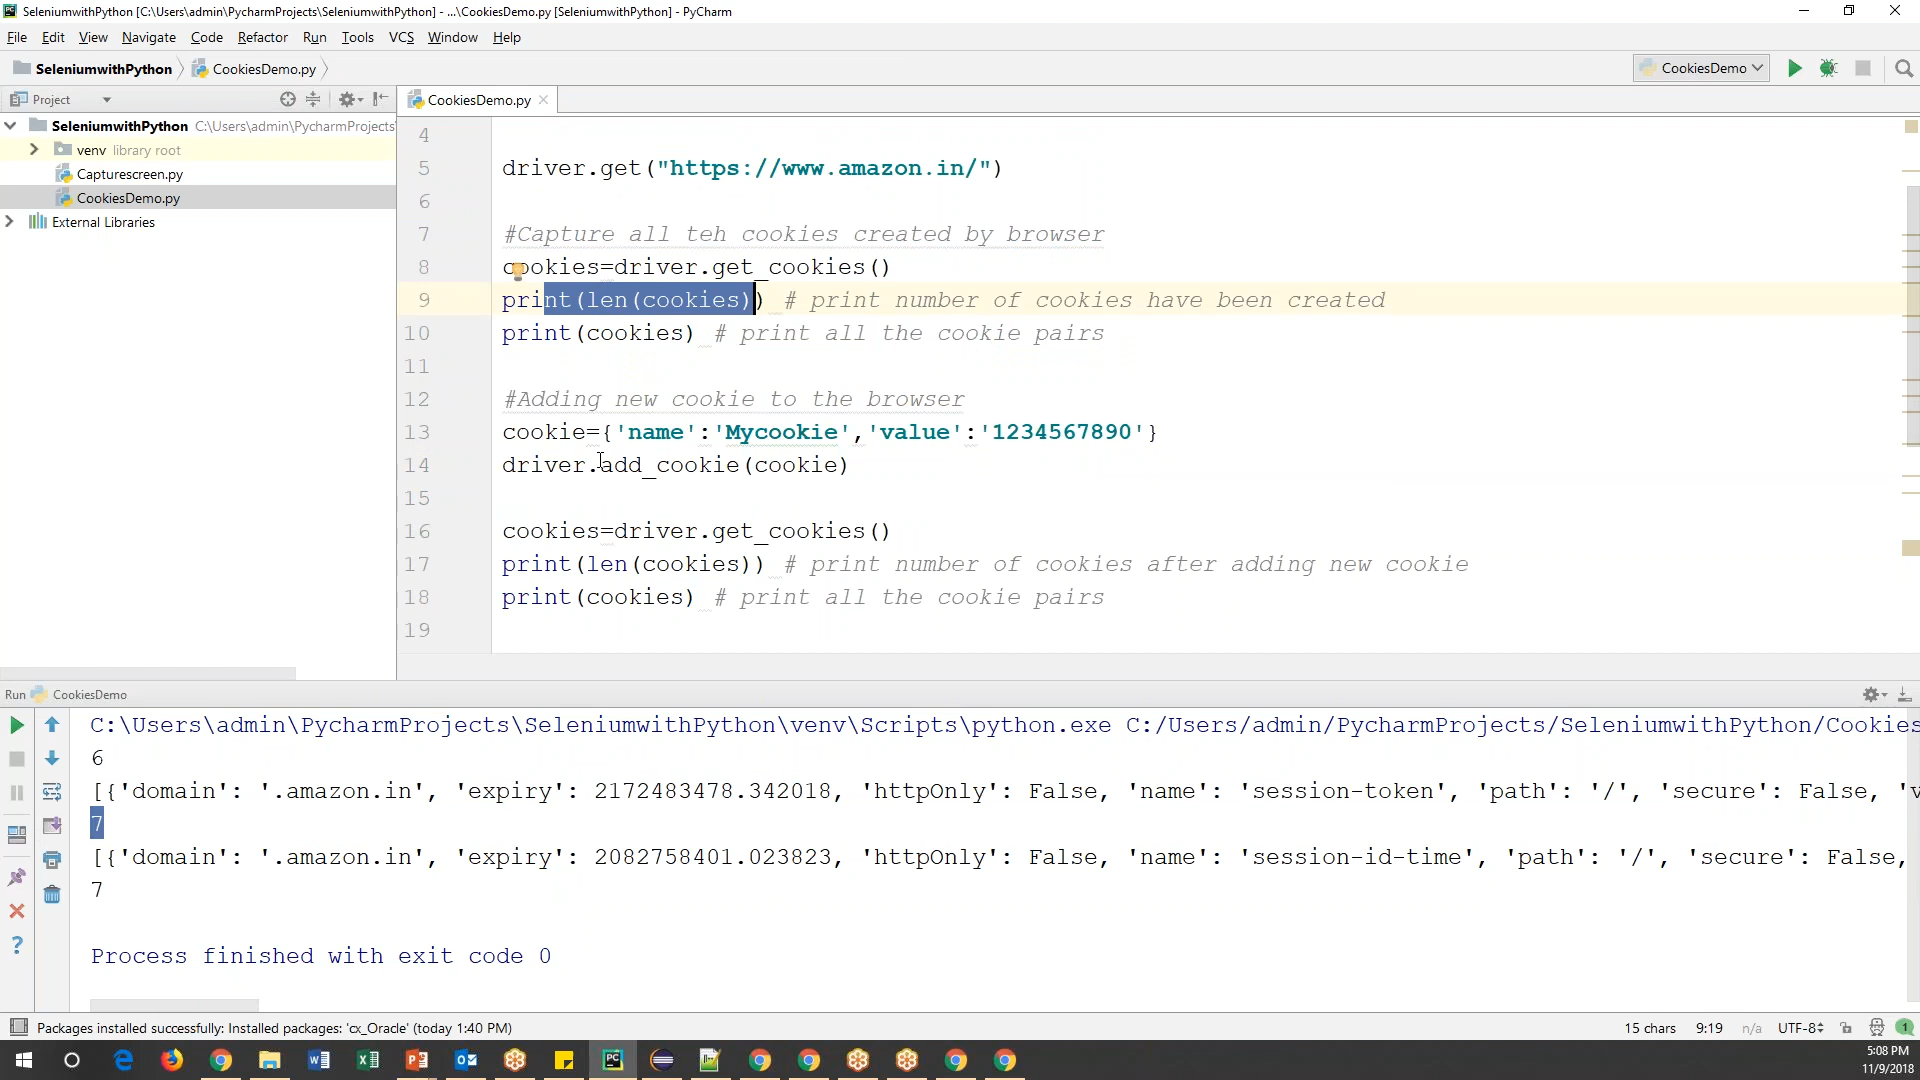 SeleniumwithPython [C:\Users\admin\PycharmProjects\SeleniumwithPython] - ...\CookiesDemo.py [SeleniumwithPython] - PyCharm
File Edit View Navigate Code Refactor Run Tools VCS Window Help
SeleniumwithPython CookiesDemo.py CookiesDemo
Project CookiesDemo.py
SeleniumwithPython C:\Users\admin\PycharmProjects
venv library root
Capturescreen.py
CookiesDemo.py
External Libraries
4
5 driver.get("https://www.amazon.in/")
6
7 #Capture all teh cookies created by browser
8 cookies=driver.get_cookies()
9 print(len(cookies)) # print number of cookies have been created
10 print(cookies) # print all the cookie pairs
11
12 #Adding new cookie to the browser
13 cookie={'name':'Mycookie','value':'1234567890'}
14 driver.add_cookie(cookie)
15
16 cookies=driver.get_cookies()
17 print(len(cookies)) # print number of cookies after adding new cookie
18 print(cookies) # print all the cookie pairs
19
Run CookiesDemo
C:\Users\admin\PycharmProjects\SeleniumwithPython\venv\Scripts\python.exe C:/Users/admin/PycharmProjects/SeleniumwithPython/Cookies
6
[{'domain': '.amazon.in', 'expiry': 2172483478.342018, 'httpOnly': False, 'name': 'session-token', 'path': '/', 'secure': False, 'v
7
[{'domain': '.amazon.in', 'expiry': 2082758401.023823, 'httpOnly': False, 'name': 'session-id-time', 'path': '/', 'secure': False,
7
Process finished with exit code 0
Packages installed successfully: Installed packages: 'cx_Oracle' (today 1:40 PM) 15 chars 9:19 n/a UTF-8 1
5:08 PM
11/9/2018